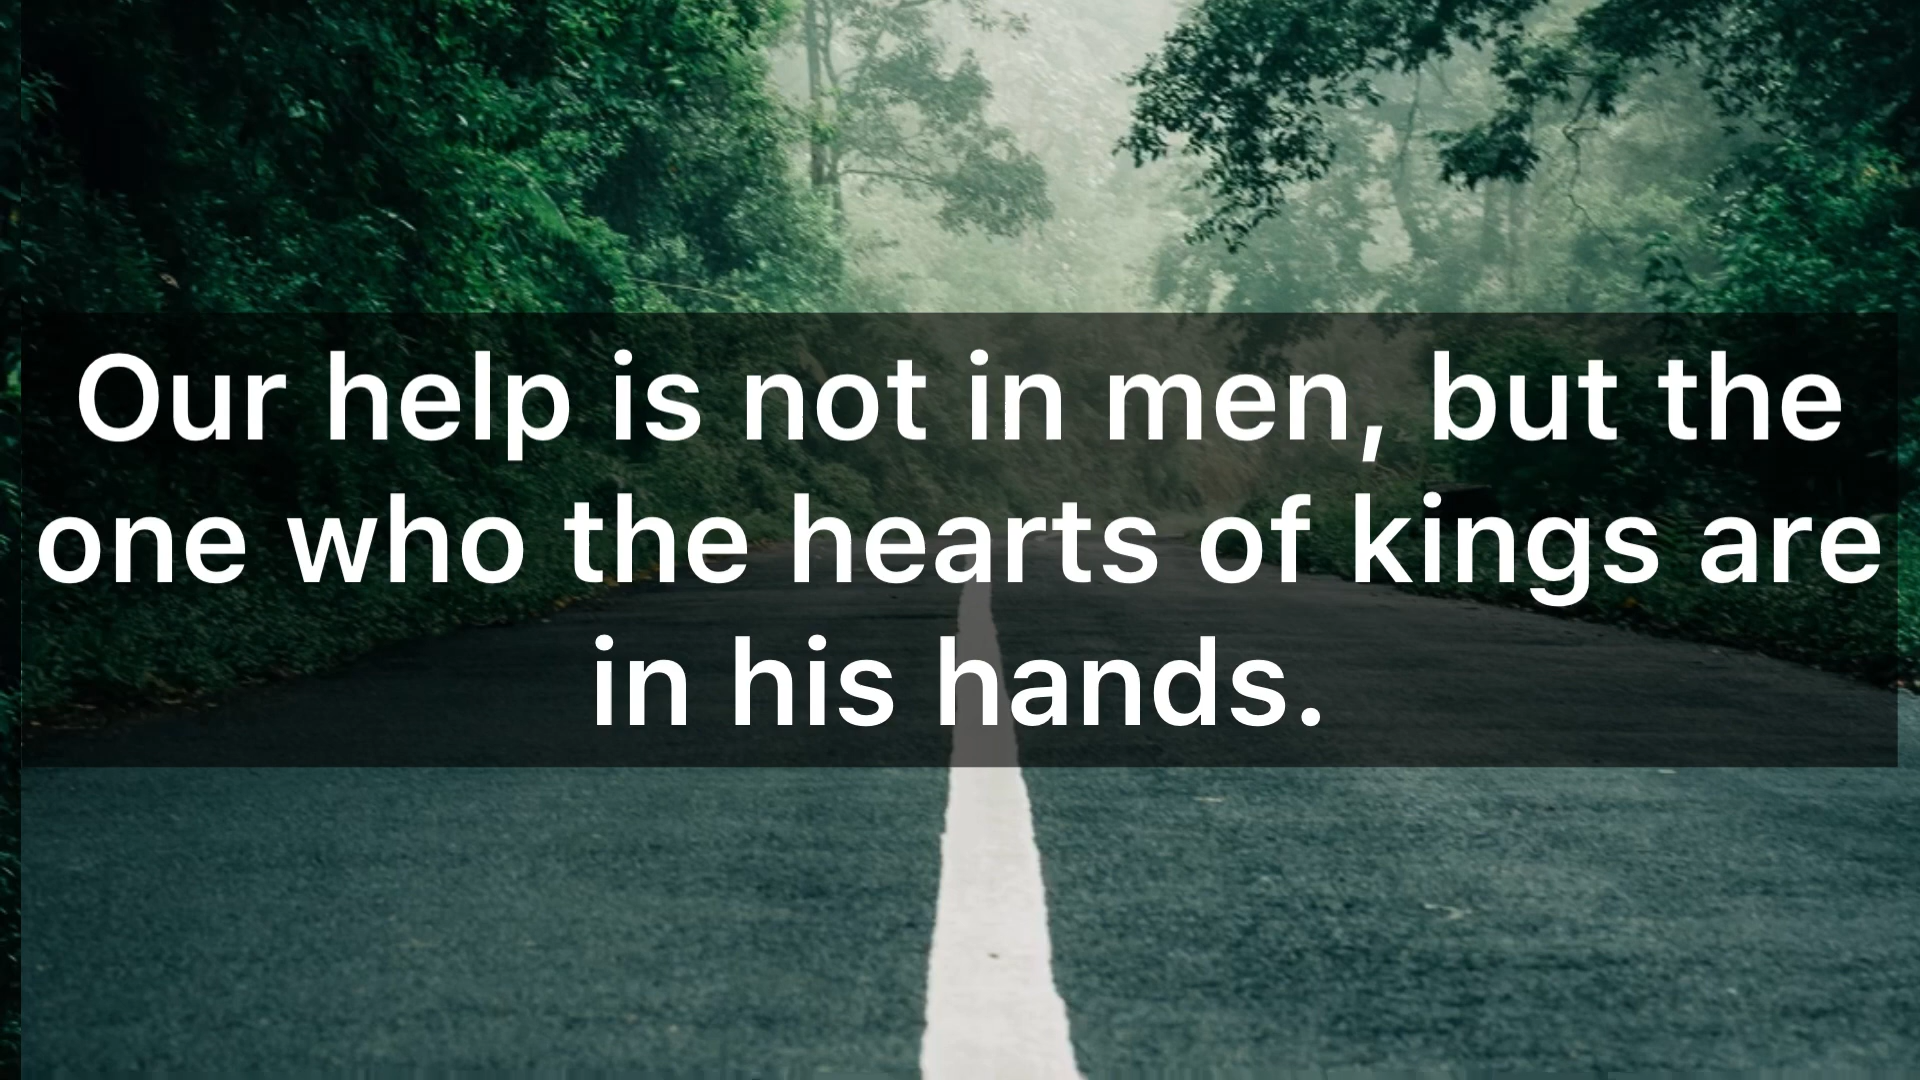 Our help is not in men, but the
one who the hearts of kings are
in his hands.